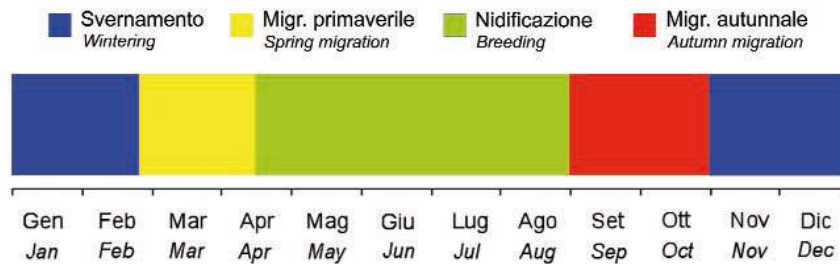 Svernamento
Wintering
Migr. primaverile
Spring migration
Nidificazione
Breeding
Migr. autunnale
Autumn migration
Gen Feb Mar Apr Mag Giu Lug Ago Set Ott Nov Dic
Jan Feb Mar Apr May Jun Jul Aug Sep Oct Nov Dec